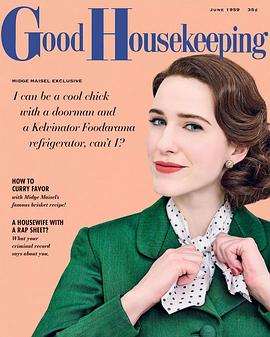 JUNE 1959 35¢
Good Housekeeping
MIDGE MAISEL EXCLUSIVE
I can be a cool chick
with a doorman and
a Kelvinator Foodarama
refrigerator, can't I?
HOW TO
CURRY FAVOR
with Midge Maisel's
famous brisket recipe!
A HOUSEWIFE WITH
A RAP SHEET?
What your
criminal record
says about you.